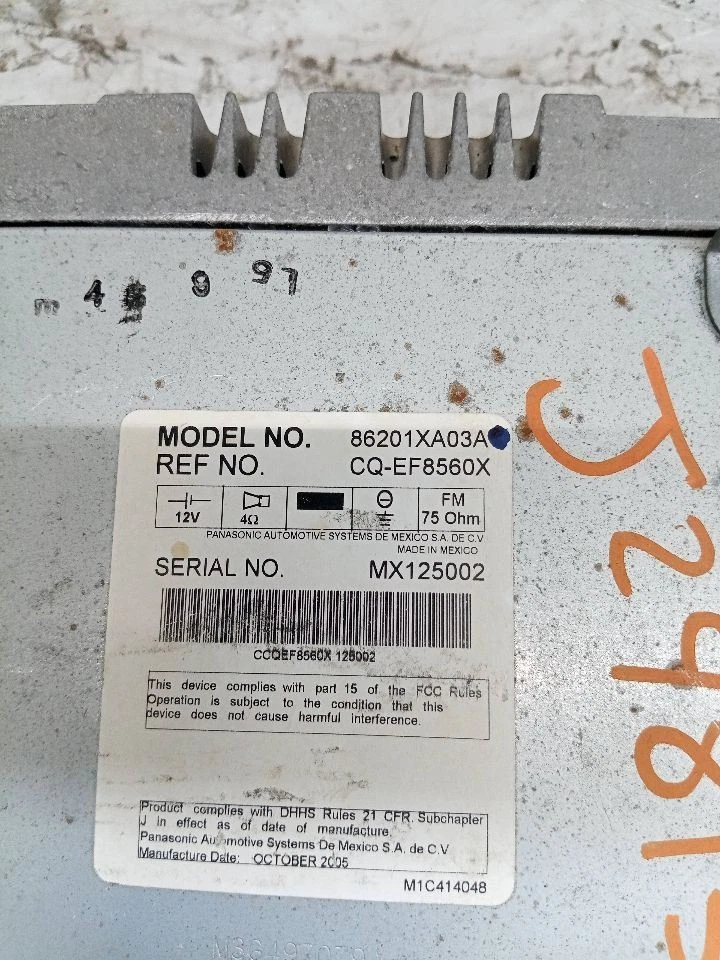 m 4 8 97
MODEL NO. 86201XA03A
REF NO. CQ-EF8560X
12V 4Ω FM 75 Ohm
PANASONIC AUTOMOTIVE SYSTEMS DE MEXICO S.A. DE C.V
MADE IN MEXICO
SERIAL NO. MX125002
CCQEF8560X 125002
This device complies with part 15 of the FCC Rules
Operation is subject to the condition that this
device does not cause harmful interference.
Product complies with DHHS Rules 21 CFR. Subchapter
J in effect as of date of manufacture.
Panasonic Automotive Systems De Mexico S.A. de C.V
Manufacture Date: OCTOBER 2005
M1C414048
J2481